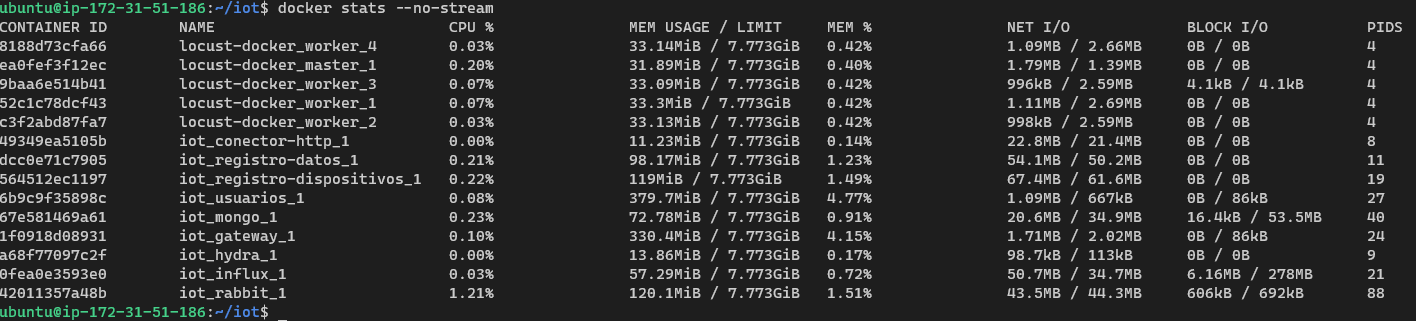 ubuntu@ip-172-31-51-186:~/iot$ docker stats --no-stream
CONTAINER ID NAME CPU % MEM USAGE / LIMIT MEM % NET I/O BLOCK I/O PIDS
8188d73cfa66 locust-docker_worker_4 0.03% 33.14MiB / 7.773GiB 0.42% 1.09MB / 2.66MB 0B / 0B 4
ea0fef3f12ec locust-docker_master_1 0.20% 31.89MiB / 7.773GiB 0.40% 1.79MB / 1.39MB 0B / 0B 4
9baa6e514b41 locust-docker_worker_3 0.07% 33.09MiB / 7.773GiB 0.42% 996kB / 2.59MB 4.1kB / 4.1kB 4
52c1c78dcf43 locust-docker_worker_1 0.07% 33.3MiB / 7.773GiB 0.42% 1.11MB / 2.69MB 0B / 0B 4
c3f2abd87fa7 locust-docker_worker_2 0.03% 33.13MiB / 7.773GiB 0.42% 998kB / 2.59MB 0B / 0B 4
49349ea5105b iot_conector-http_1 0.00% 11.23MiB / 7.773GiB 0.14% 22.8MB / 21.4MB 0B / 0B 8
dcc0e71c7905 iot_registro-datos_1 0.21% 98.17MiB / 7.773GiB 1.23% 54.1MB / 50.2MB 0B / 0B 11
564512ec1197 iot_registro-dispositivos_1 0.22% 119MiB / 7.773GiB 1.49% 67.4MB / 61.6MB 0B / 0B 19
6b9c9f35898c iot_usuarios_1 0.08% 379.7MiB / 7.773GiB 4.77% 1.09MB / 667kB 0B / 86kB 27
67e581469a61 iot_mongo_1 0.23% 72.78MiB / 7.773GiB 0.91% 20.6MB / 34.9MB 16.4kB / 53.5MB 40
1f0918d08931 iot_gateway_1 0.10% 330.4MiB / 7.773GiB 4.15% 1.71MB / 2.02MB 0B / 86kB 24
a68f77097c2f iot_hydra_1 0.00% 13.86MiB / 7.773GiB 0.17% 98.7kB / 113kB 0B / 0B 9
0fea0e3593e0 iot_influx_1 0.03% 57.29MiB / 7.773GiB 0.72% 50.7MB / 34.7MB 6.16MB / 278MB 21
42011357a48b iot_rabbit_1 1.21% 120.1MiB / 7.773GiB 1.51% 43.5MB / 44.3MB 606kB / 692kB 88
ubuntu@ip-172-31-51-186:~/iot$